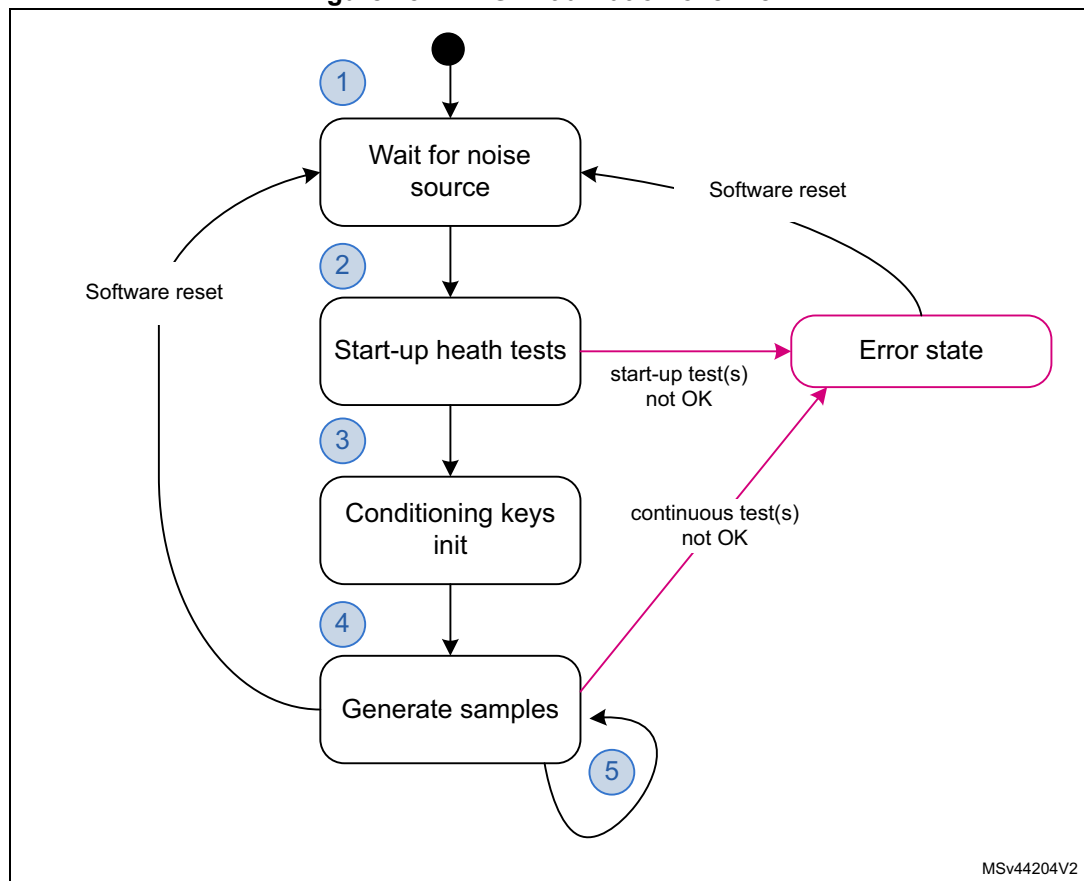 1
Wait for noise
source
Software reset
2
Software reset
Start-up heath tests
start-up test(s)
not OK
Error state
3
Conditioning keys
init
continuous test(s)
not OK
4
Generate samples
5
MSv44204V2